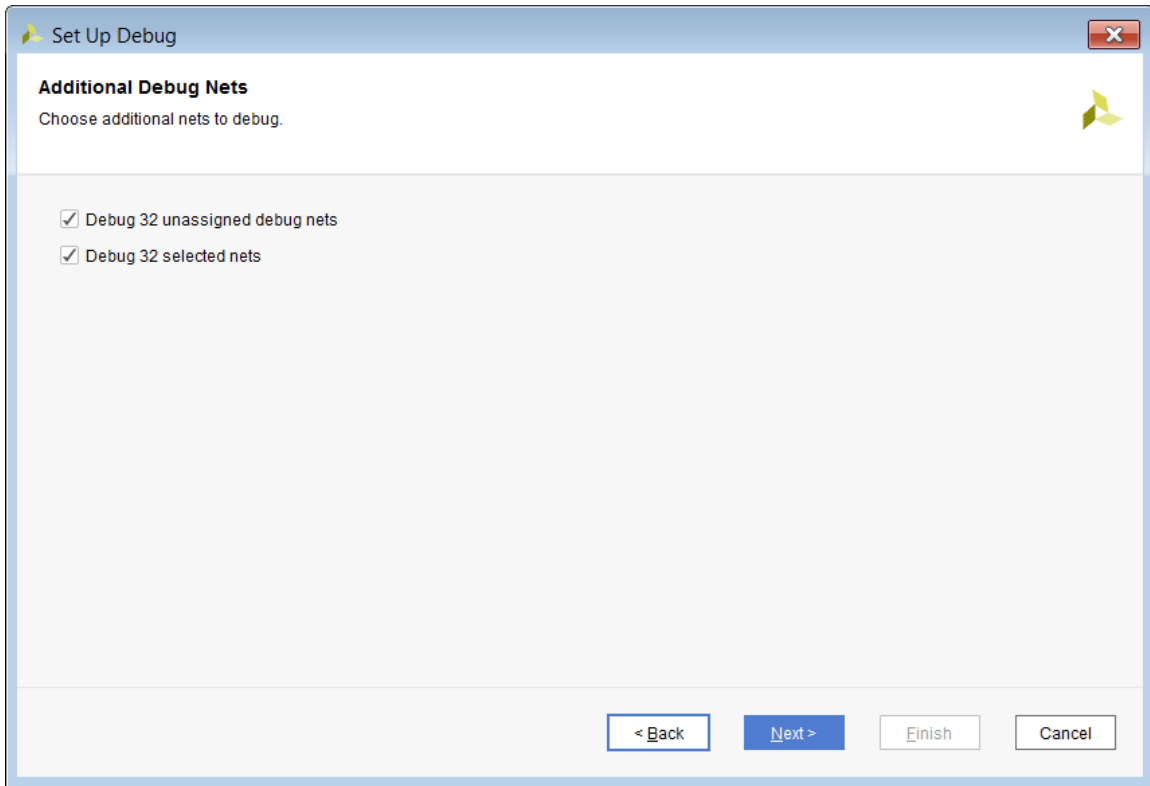 Set Up Debug
Additional Debug Nets
Choose additional nets to debug.
Debug 32 unassigned debug nets
Debug 32 selected nets
< Back Next > Finish Cancel